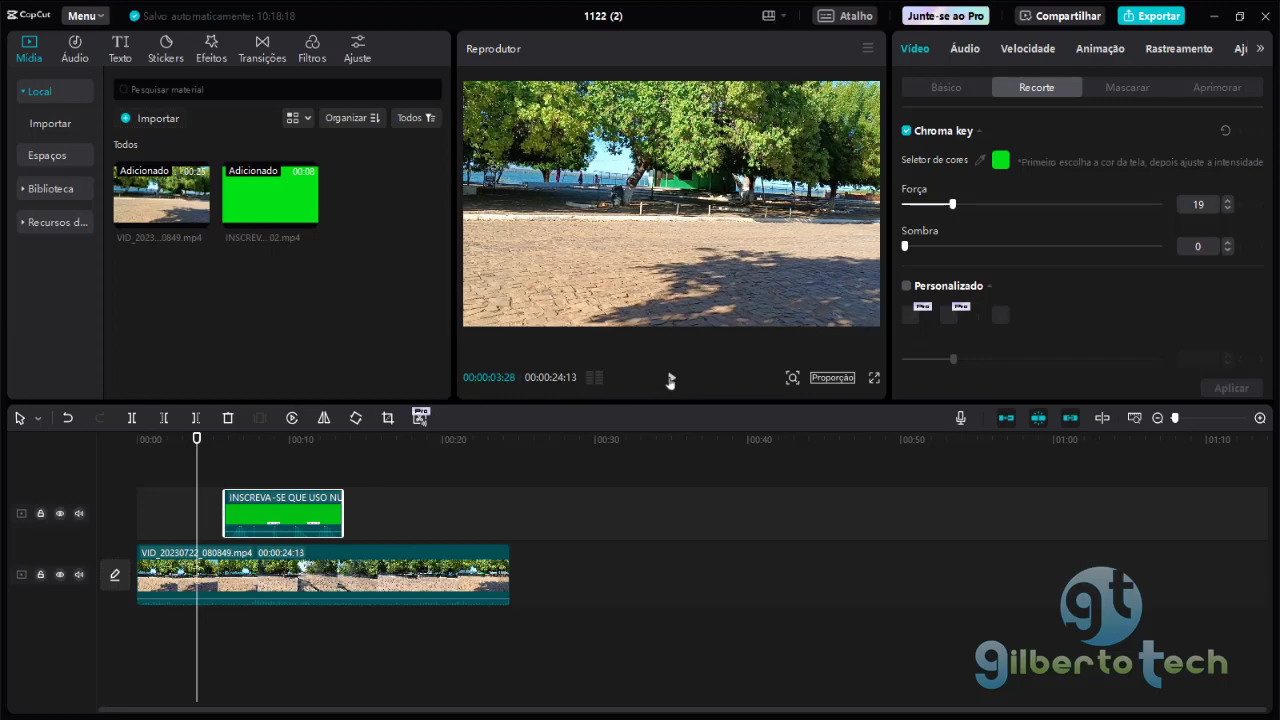 CapCut
Menu
Salvo automaticamente: 10:18:18
1122 (2)
Atalho
Junte-se ao Pro
Compartilhar
Exportar
Mídia
Áudio
Texto
Stickers
Efeitos
Transições
Filtros
Ajuste
Local
Importar
Espaços
Biblioteca
Recursos d...
Pesquisar material
Importar
Organizar
Todos
Todos
Adicionado
00:25
VID_2023...0849.mp4
Adicionado
00:08
INSCREV... 02.mp4
Reprodutor
00:00:03:28
00:00:24:13
Proporção
Vídeo
Áudio
Velocidade
Animação
Rastreamento
Aju
Básico
Recorte
Mascarar
Aprimorar
Chroma key
Seletor de cores
*Primeiro escolha a cor da tela, depois ajuste a intensidade
Força
19
Sombra
0
Personalizado
Pro
Pro
Aplicar
Pro
00:00
00:10
00:20
00:30
00:40
00:50
01:00
01:10
INSCREVA-SE QUE USO NU
VID_20230722_080849.mp4 00:00:24:13
gt
gilberto tech